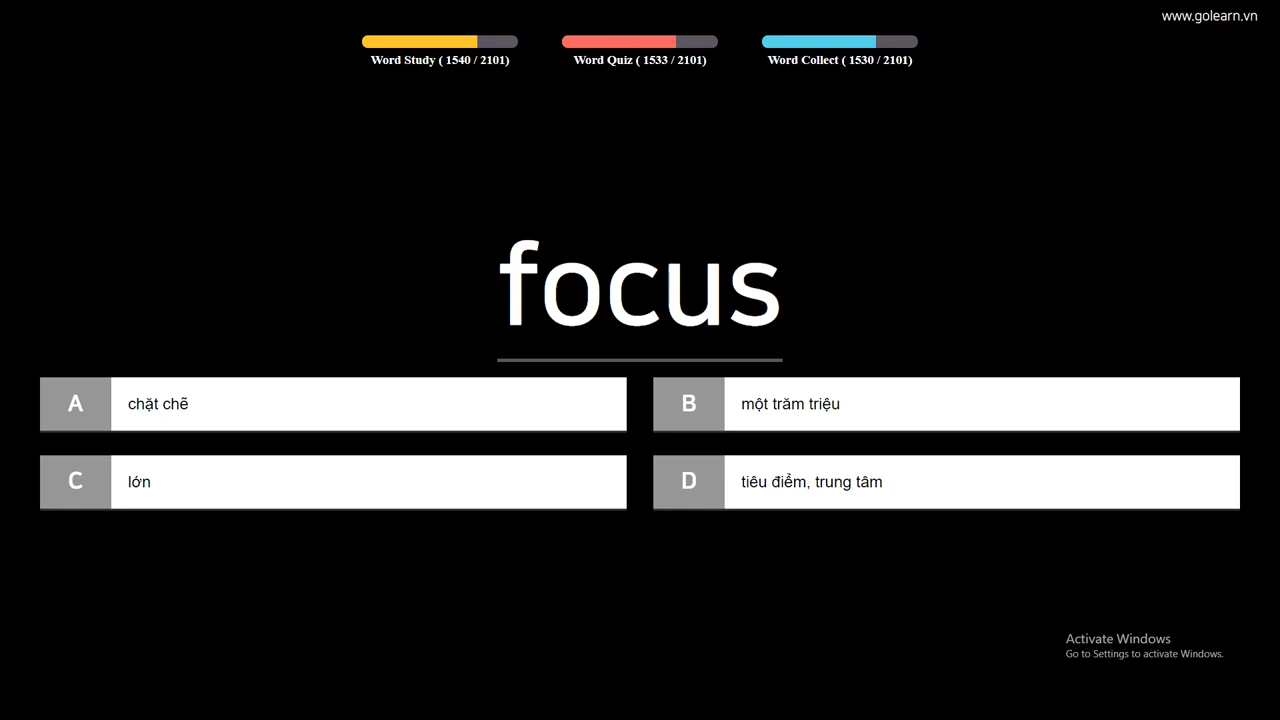 www.golearn.vn
Word Study ( 1540 / 2101) Word Quiz ( 1533 / 2101) Word Collect ( 1530 / 2101)
focus
A chặt chẽ B một trăm triệu
C lớn D tiêu điểm, trung tâm
Activate Windows
Go to Settings to activate Windows.